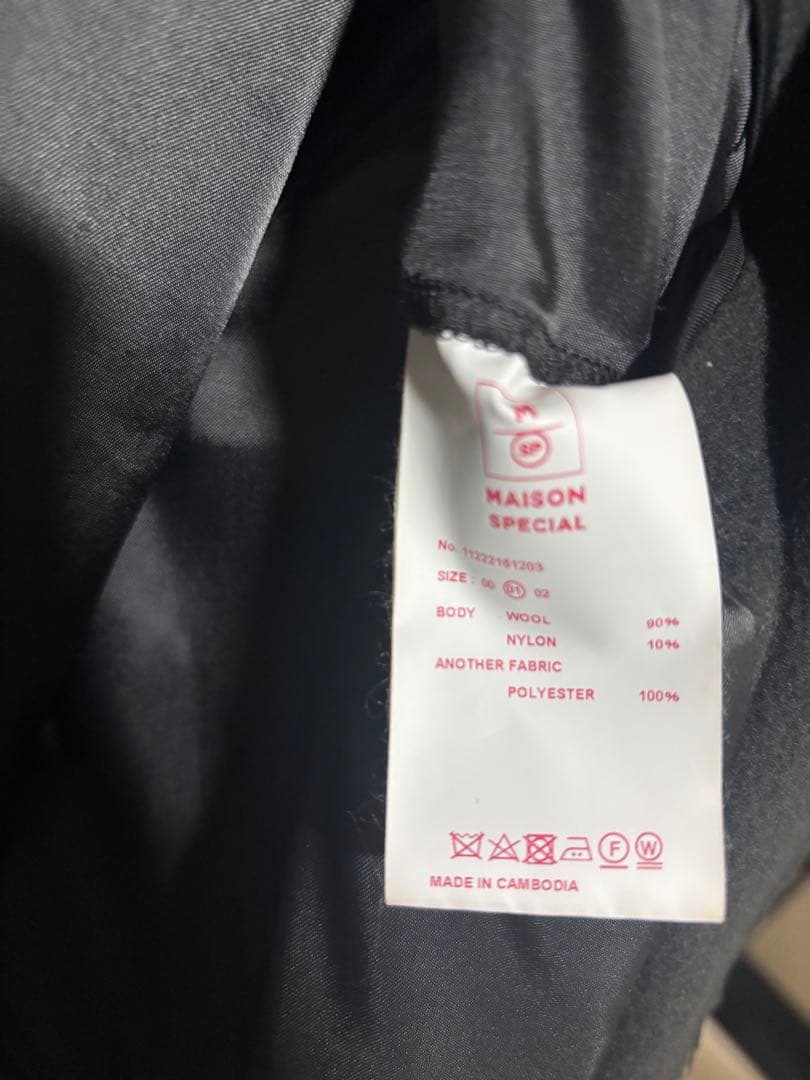 M
SP
MAISON
SPECIAL
No. 11222161203
SIZE : 00 01 02
BODY WOOL 90%
NYLON 10%
ANOTHER FABRIC
POLYESTER 100%
F W
MADE IN CAMBODIA